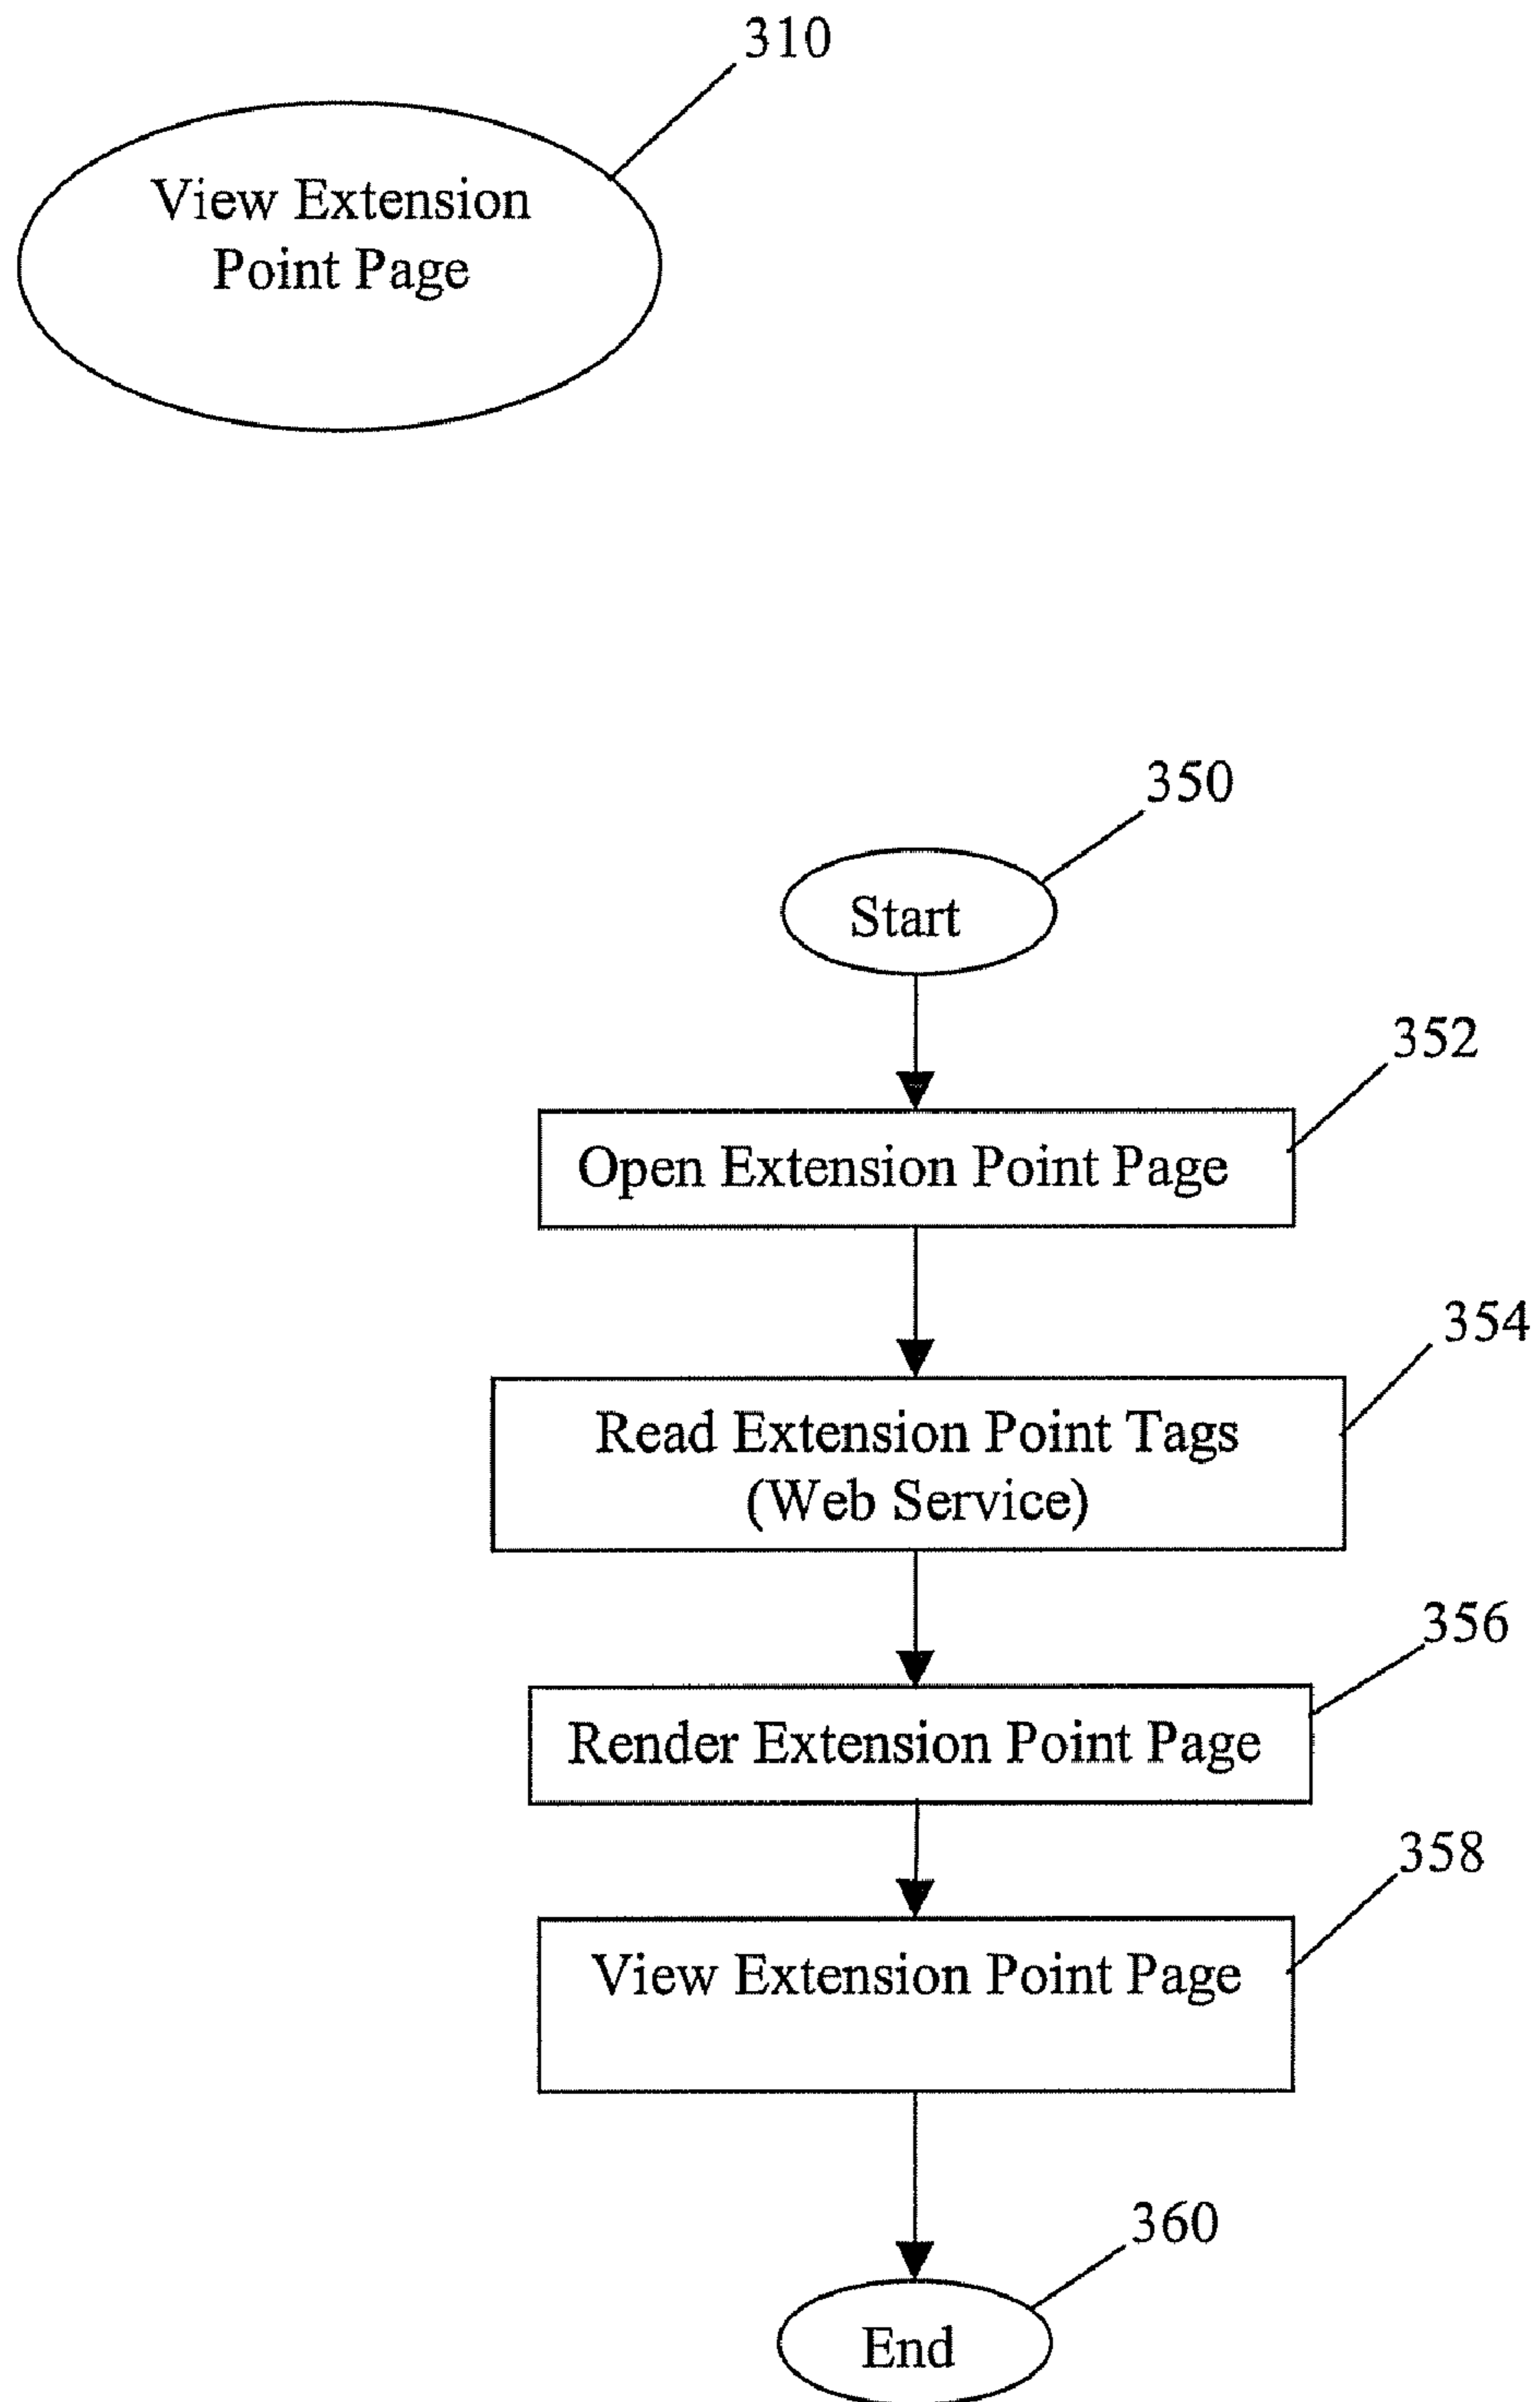 310
View Extension
Point Page
350
Start
352
Open Extension Point Page
354
Read Extension Point Tags
(Web Service)
356
Render Extension Point Page
358
View Extension Point Page
360
End